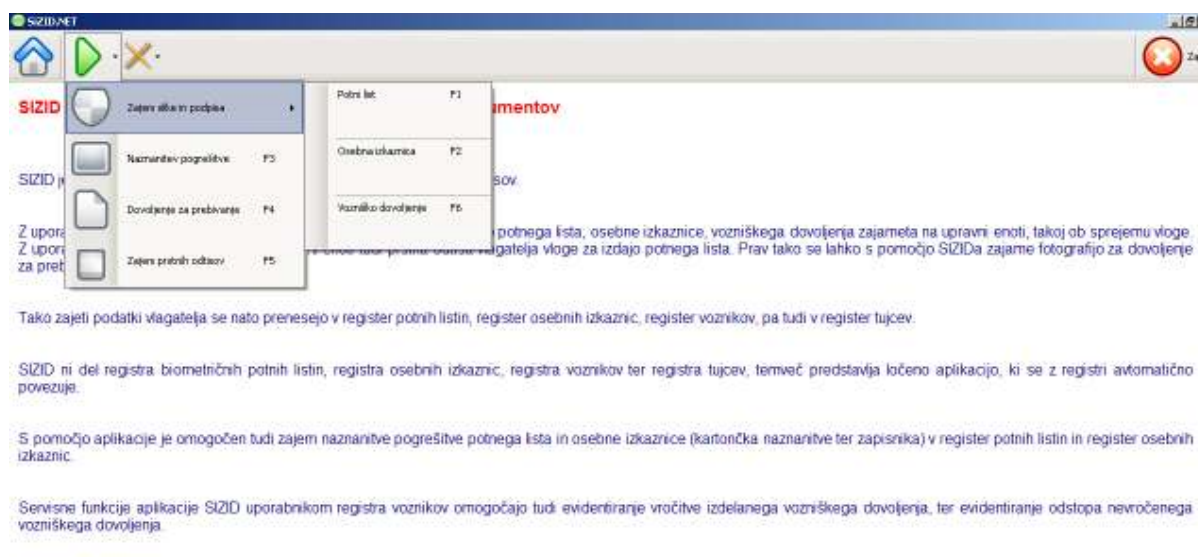 SIZID.NET
Za
SIZID
umentov
Zajem slike in podpisa
Potni list F1
Naznanitev pogrešitve F3
Osebna izkaznica F2
Dovoljenje za prebivanje F4
Vozniško dovoljenje F6
Zajem prstnih odtisov F5
SIZID je
sov.
Z upora potnega lista, osebne izkaznice, vozniškega dovoljenja zajameta na upravni enoti, takoj ob sprejemu vloge.
Z upora vlagatelja vloge za izdajo potnega lista. Prav tako se lahko s pomočjo SIZIDa zajame fotografijo za dovoljenje
za preb
Tako zajeti podatki vlagatelja se nato prenesejo v register potnih listin, register osebnih izkaznic, register voznikov, pa tudi v register tujcev.
SIZID ni del registra biometričnih potnih listin, registra osebnih izkaznic, registra voznikov ter registra tujcev, temveč predstavlja ločeno aplikacijo, ki se z registri avtomatično
povezuje.
S pomočjo aplikacije je omogočen tudi zajem naznanitve pogrešitve potnega lista in osebne izkaznice (kartončka naznanitve ter zapisnika) v register potnih listin in register osebnih
izkaznic.
Servisne funkcije aplikacije SIZID uporabnikom registra voznikov omogočajo tudi evidentiranje vročitve izdelanega vozniškega dovoljenja, ter evidentiranje odstopa nevročenega
vozniškega dovoljenja.